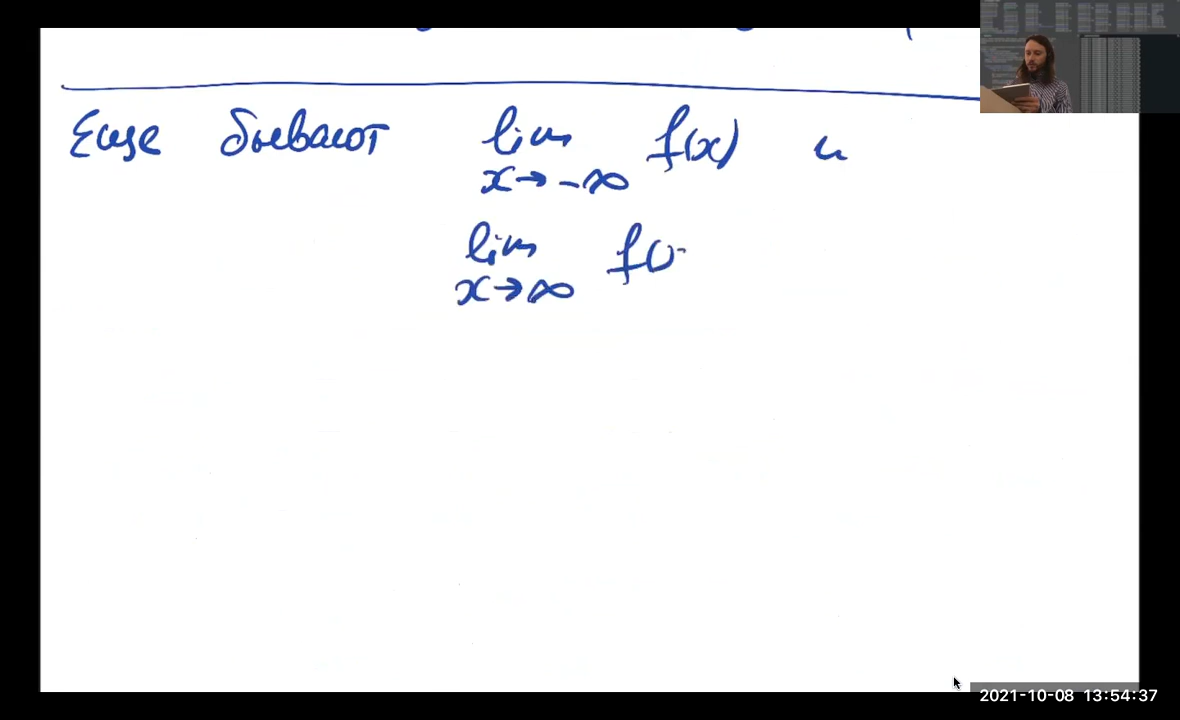 Еще бывают lim f(x) и
x→-∞
lim f(
x→∞
2021-10-08 13:54:37